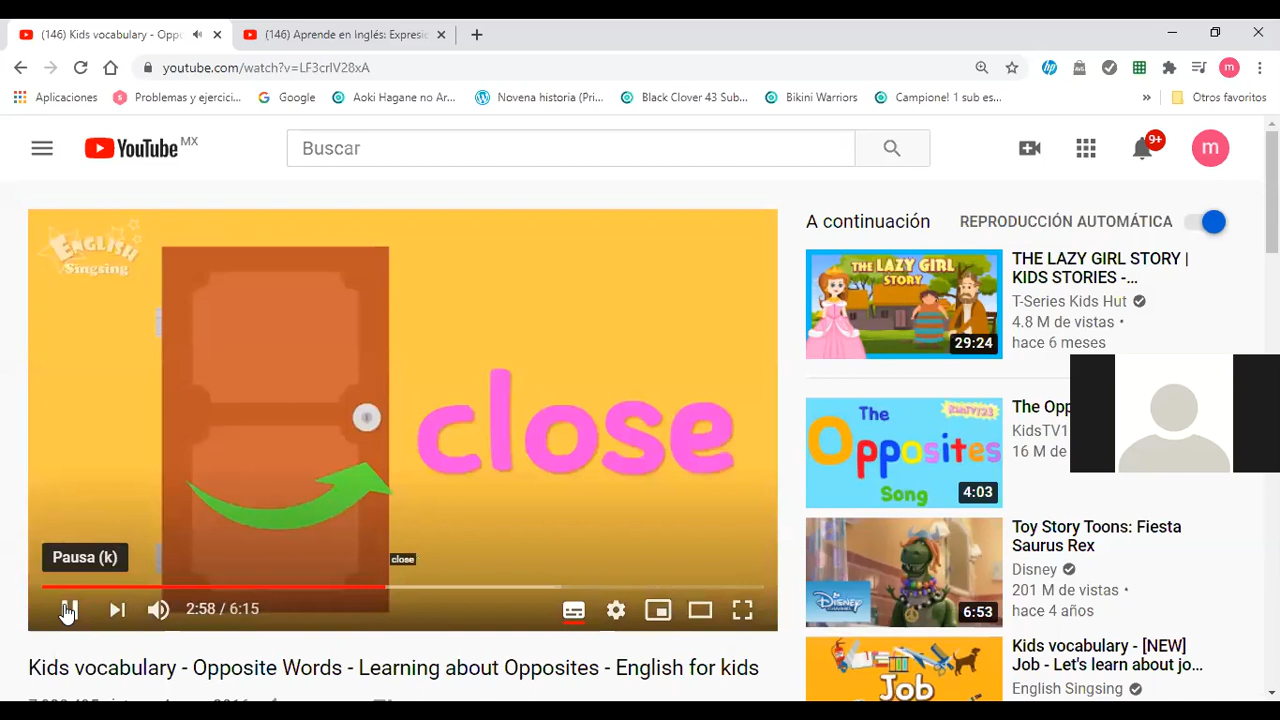 (146) Kids vocabulary - Oppo
(146) Aprende en Inglés: Expresic
youtube.com/watch?v=LF3crIV28xA
Aplicaciones
Problemas y ejercici...
Google
Aoki Hagane no Ar...
Novena historia (Pri...
Black Clover 43 Sub...
Bikini Warriors
Campione! 1 sub es...
»
Otros favoritos
YouTube MX
Buscar
9+
m
ENGLISH
Singsing
close
close
Pausa (k)
2:58 / 6:15
Kids vocabulary - Opposite Words - Learning about Opposites - English for kids
A continuación
REPRODUCCIÓN AUTOMÁTICA
THE LAZY GIRL
STORY
29:24
THE LAZY GIRL STORY |
KIDS STORIES -...
T-Series Kids Hut
4.8 M de vistas •
hace 6 meses
The
Opposites
Song
KidsTV123
4:03
The Opp
KidsTV1
16 M de
Disney
6:53
Toy Story Toons: Fiesta
Saurus Rex
Disney
201 M de vistas •
hace 4 años
Job
Kids vocabulary - [NEW]
Job - Let's learn about jo...
English Singsing